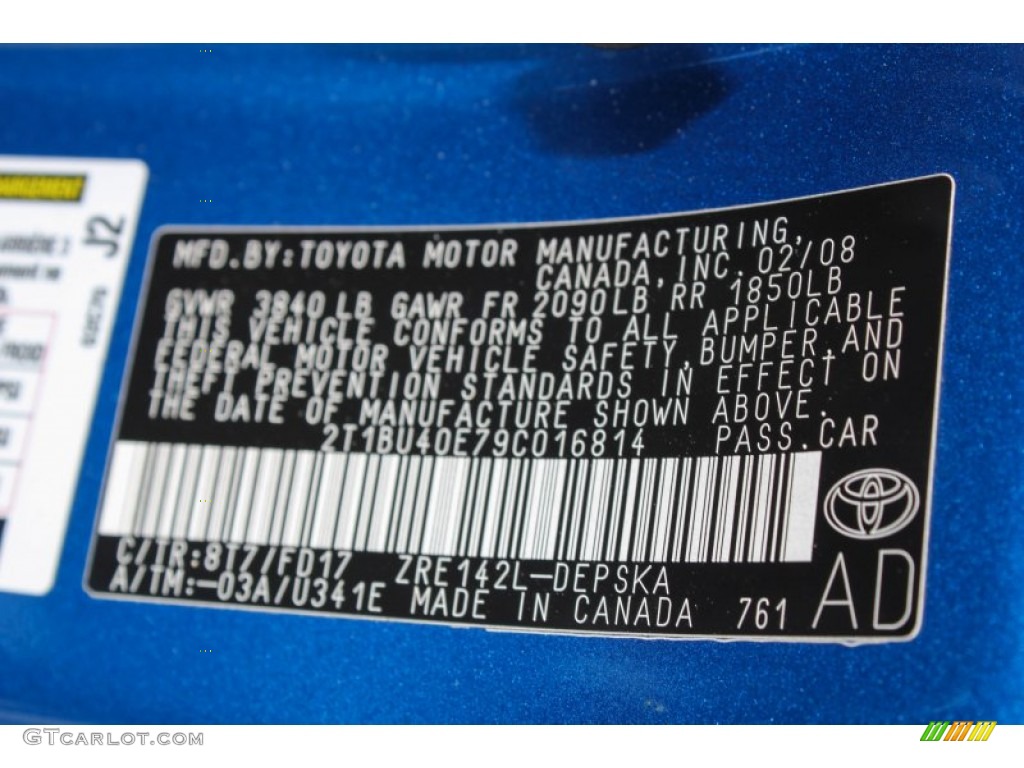 J2
MFD.BY:TOYOTA MOTOR MANUFACTURING,
CANADA,INC. 02/08
GVWR 3840 LB GAWR FR 2090LB RR 1850LB
THIS VEHICLE CONFORMS TO ALL APPLICABLE
FEDERAL MOTOR VEHICLE SAFETY,BUMPER,AND
THEFT PREVENTION STANDARDS IN EFFECT ON
THE DATE OF MANUFACTURE SHOWN ABOVE.
2T1BU40E79C016814 PASS.CAR
C/TR:8T7/FD17 ZRE142L-DEPSKA
A/TM:-03A/U341E MADE IN CANADA 761
AD
GTCARLOT.COM